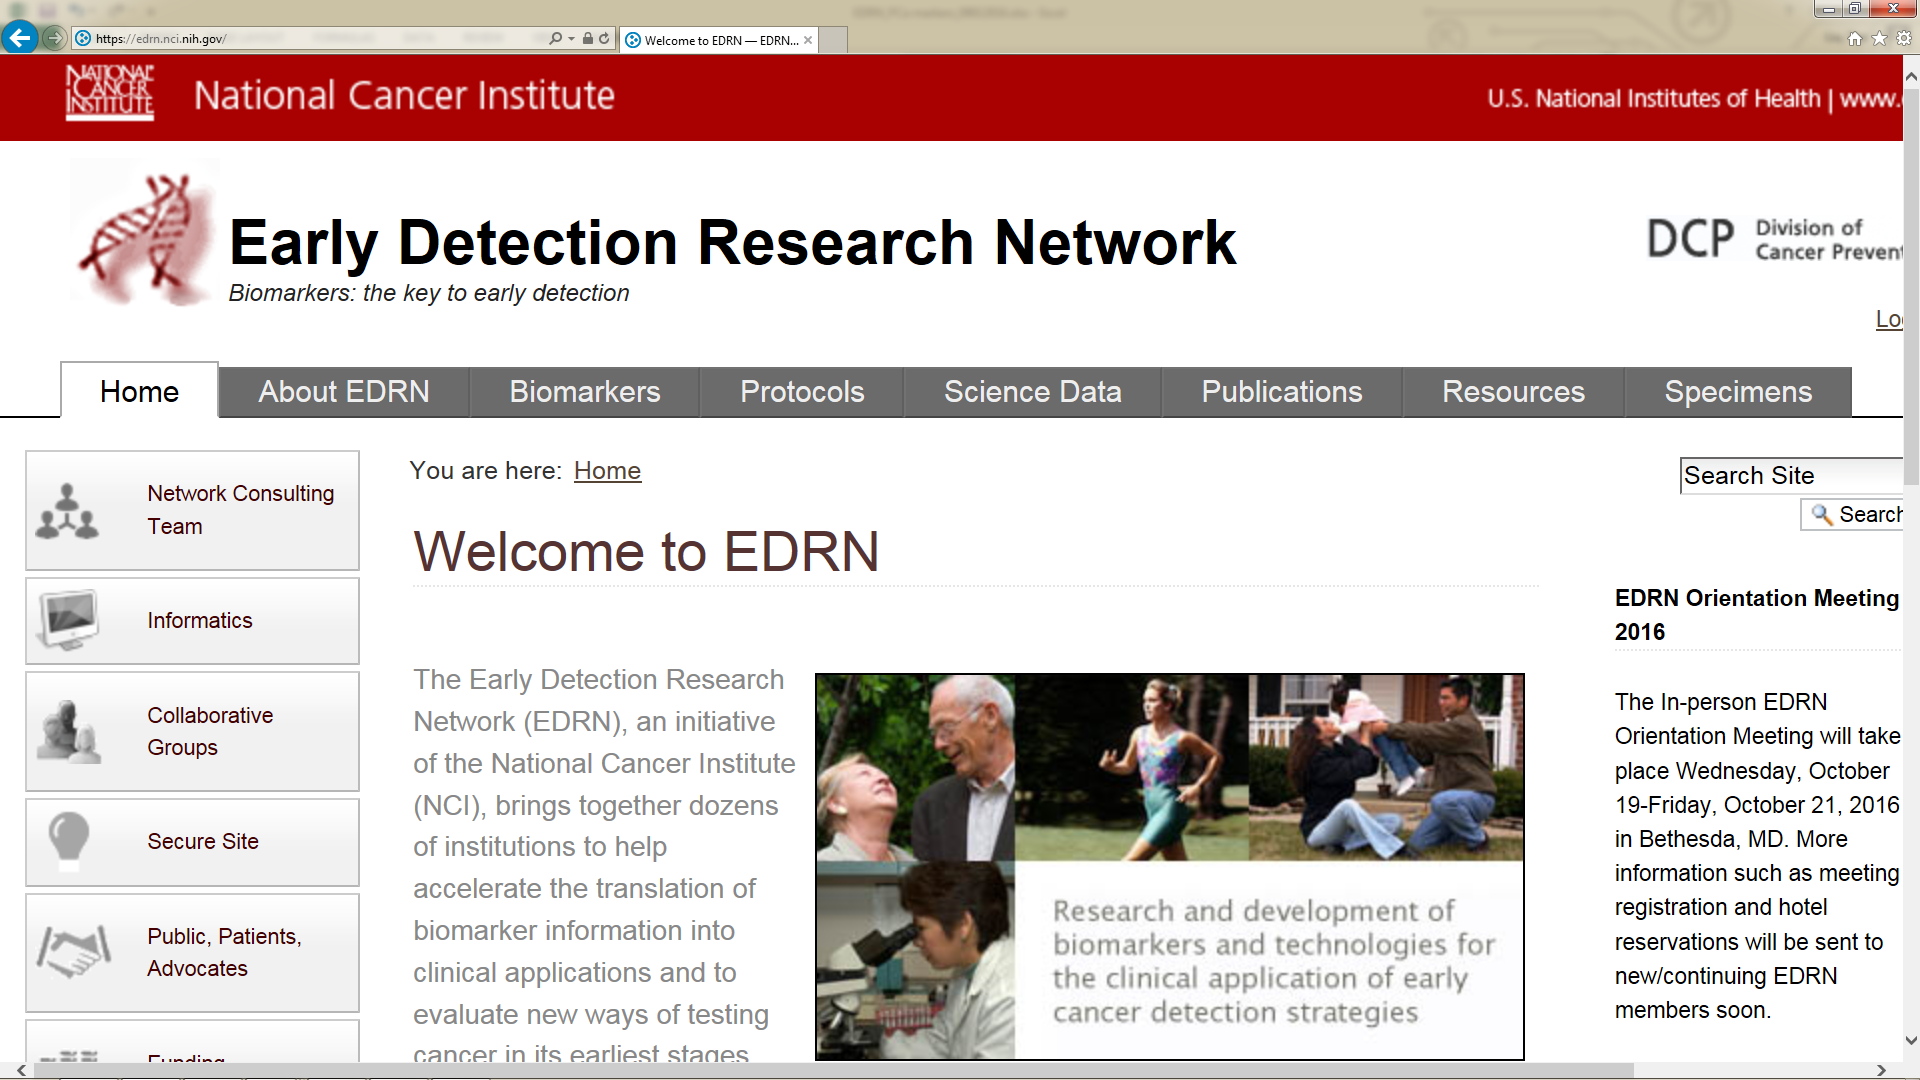 https://edrn.nci.nih.gov/
Welcome to EDRN — EDRN...
NATIONAL
CANCER
INSTITUTE
National Cancer Institute
U.S. National Institutes of Health | www.
Early Detection Research Network
Biomarkers: the key to early detection
DCP
Division of
Cancer Prevent
Lo
Home
About EDRN
Biomarkers
Protocols
Science Data
Publications
Resources
Specimens
Network Consulting
Team
Informatics
Collaborative
Groups
Secure Site
Public, Patients,
Advocates
Funding
You are here: Home
Welcome to EDRN
The Early Detection Research
Network (EDRN), an initiative
of the National Cancer Institute
(NCI), brings together dozens
of institutions to help
accelerate the translation of
biomarker information into
clinical applications and to
evaluate new ways of testing
cancer in its earliest stages
Research and development of
biomarkers and technologies for
the clinical application of early
cancer detection strategies
Search Site
Search
EDRN Orientation Meeting
2016
The In-person EDRN
Orientation Meeting will take
place Wednesday, October
19-Friday, October 21, 2016
in Bethesda, MD. More
information such as meeting
registration and hotel
reservations will be sent to
new/continuing EDRN
members soon.